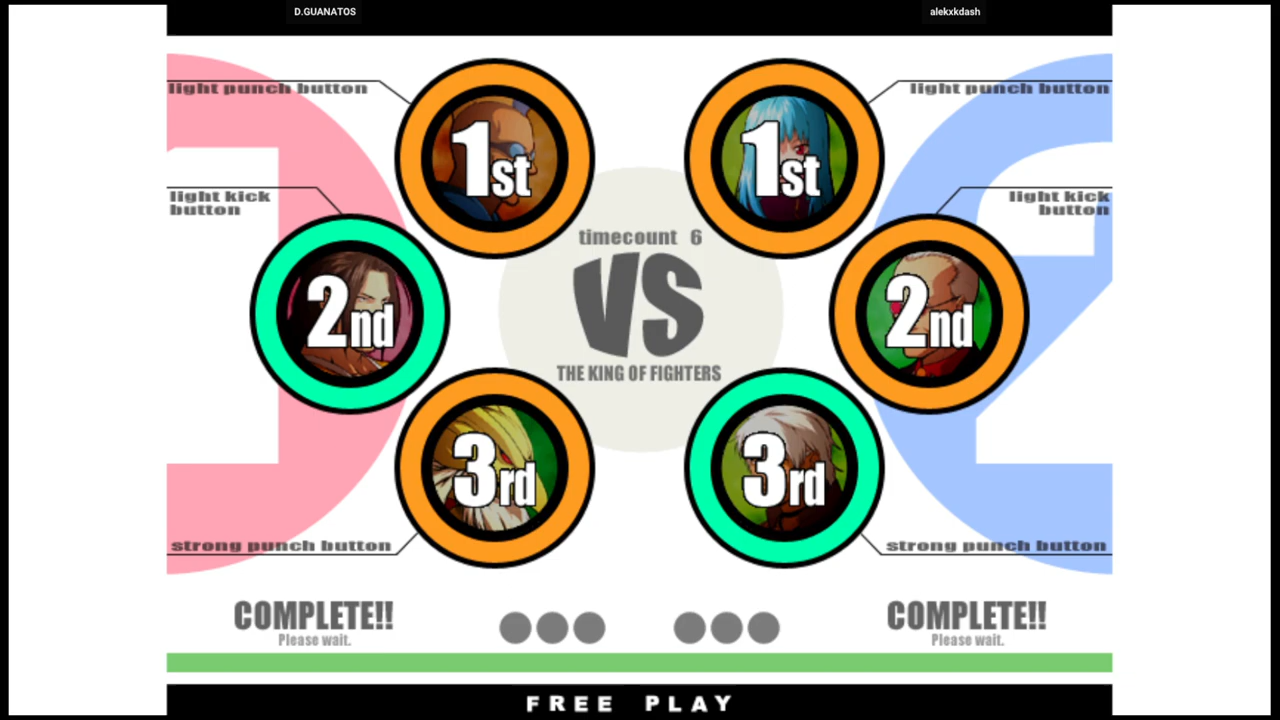 D.GUANATOS
alekxkdash
light punch button
light punch button
1st
1st
light kick
button
light kick
button
timecount 6
2nd
VS
2nd
THE KING OF FIGHTERS
3rd
3rd
strong punch button
strong punch button
COMPLETE!!
Please wait.
COMPLETE!!
Please wait.
FREE PLAY